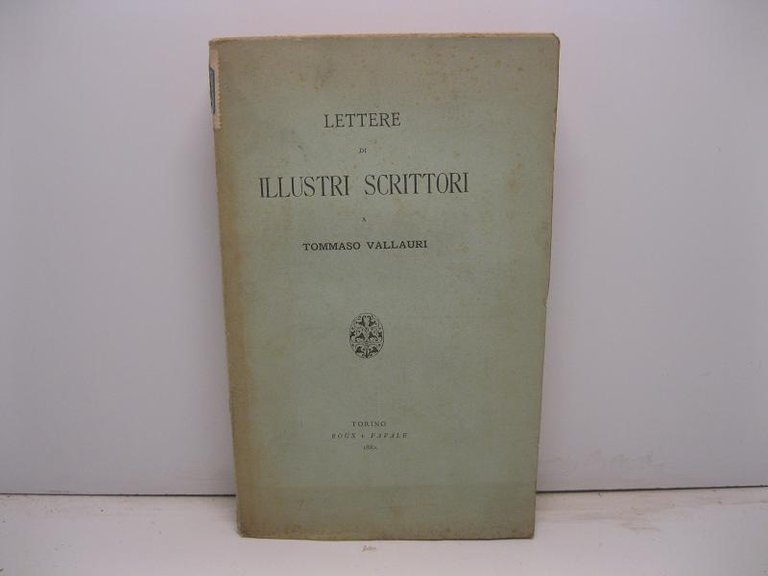 LETTERE
DI
ILLUSTRI SCRITTORI
A
TOMMASO VALLAURI
TORINO
ROUX e FAVALE